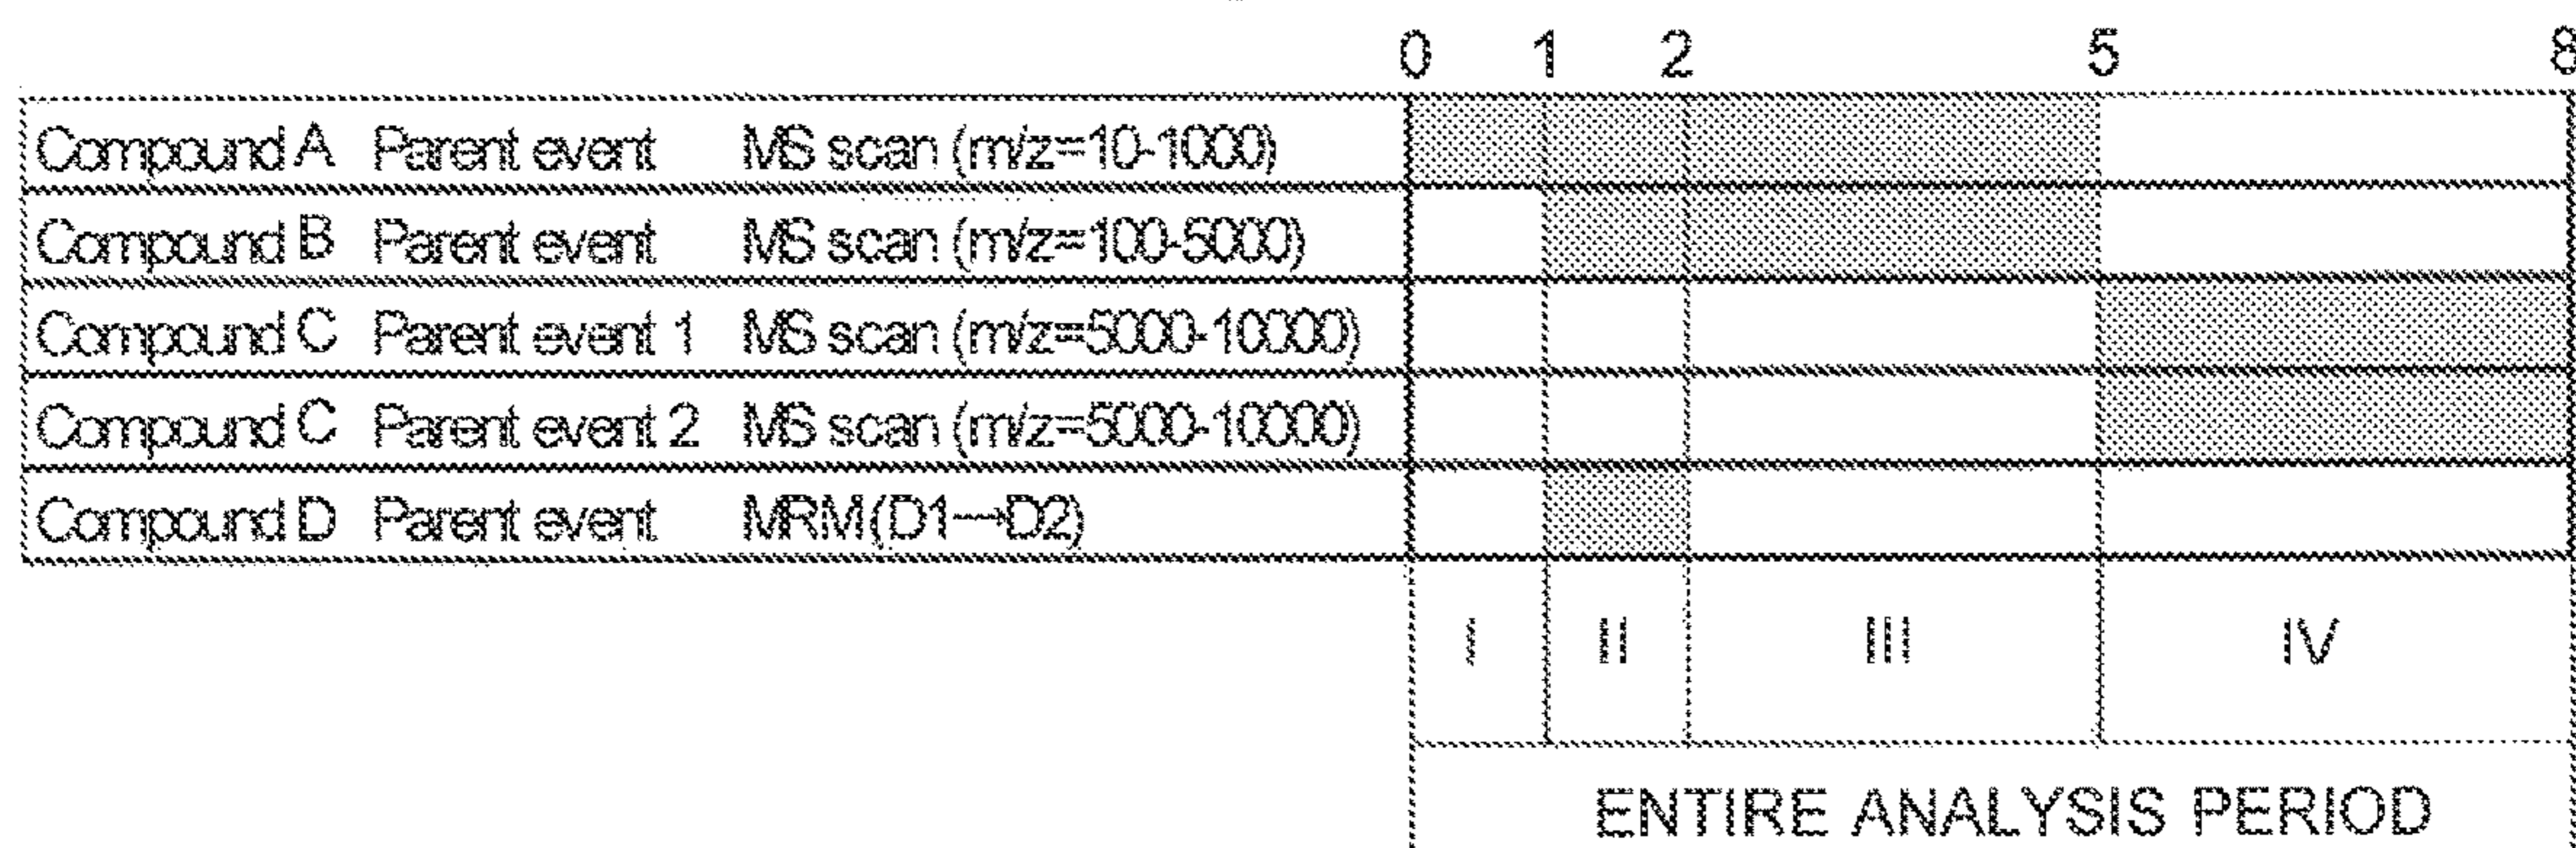 0 1 2 5 8
Compound A Parent event MS scan (m/z=10-1000)
Compound B Parent event MS scan (m/z=100-5000)
Compound C Parent event 1 MS scan (m/z=5000-10000)
Compound C Parent event 2 MS scan (m/z=5000-10000)
Compound D Parent event MRM(D1→D2)
I II III IV
ENTIRE ANALYSIS PERIOD